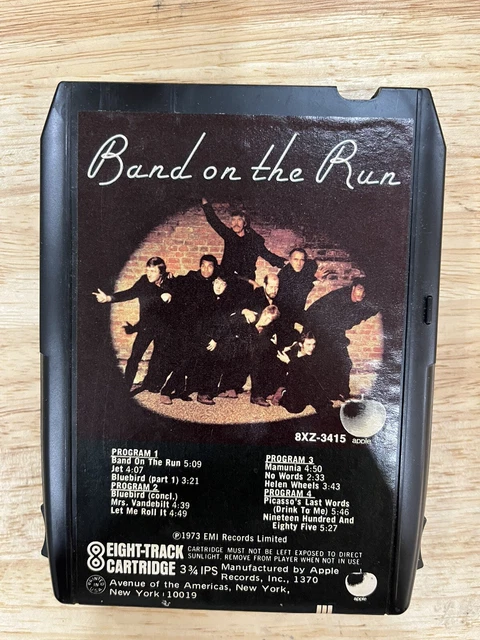 Band on the Run
8XZ-3415
apple
PROGRAM 1
Band On The Run 5:09
Jet 4:07
Bluebird (part 1) 3:21
PROGRAM 2
Bluebird (concl.)
Mrs. Vandebilt 4:39
Let Me Roll It 4:49
PROGRAM 3
Mamunia 4:50
No Words 2:33
Helen Wheels 3:43
PROGRAM 4
Picasso's Last Words
(Drink To Me) 5:46
Nineteen Hundred And
Eighty Five 5:27
℗1973 EMI Records Limited
8 EIGHT-TRACK
CARTRIDGE
CARTRIDGE MUST NOT BE LEFT EXPOSED TO DIRECT
SUNLIGHT. REMOVE FROM PLAYER WHEN NOT IN USE
3¾ IPS Manufactured by Apple
Records, Inc., 1370
Avenue of the Americas, New York,
New York 10019
PRINTED IN U.S.A.
apple